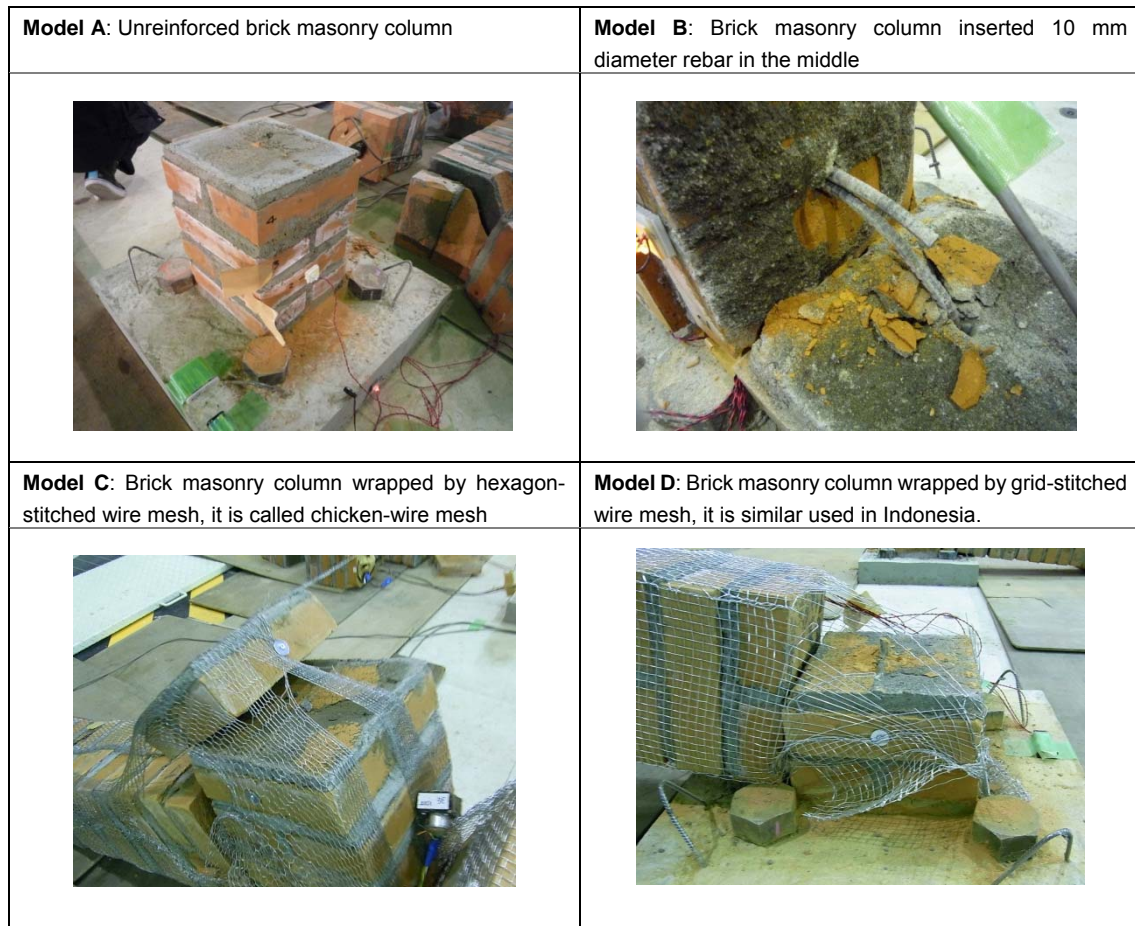 Model A: Unreinforced brick masonry column
Model B: Brick masonry column inserted 10 mm
diameter rebar in the middle
4
Model C: Brick masonry column wrapped by hexagon-
stitched wire mesh, it is called chicken-wire mesh
Model D: Brick masonry column wrapped by grid-stitched
wire mesh, it is similar used in Indonesia.